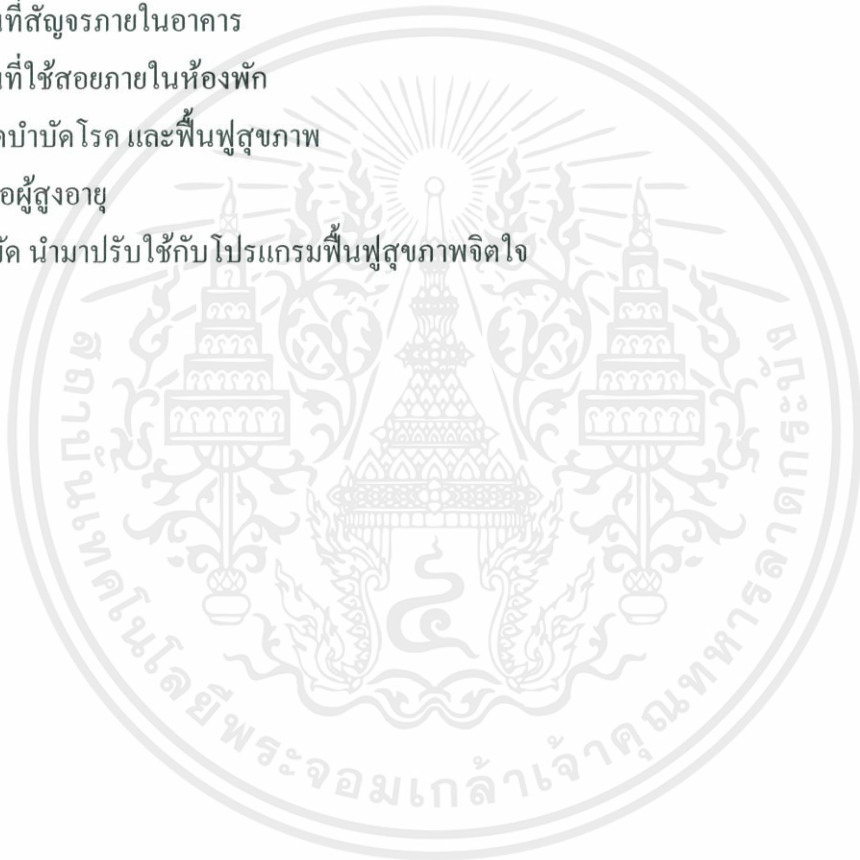 นที่สัญจรภายในอาคาร
นที่ใช้สอยภายในห้องพัก
บำบัดโรค และฟื้นฟูสุขภาพ
ผู้สูงอายุ
นำมาปรับใช้กับโปรแกรมฟื้นฟูสุขภาพจิตใจ
สถาบันเทคโนโลยีพระจอมเกล้าเจ้าคุณทหารลาดกระบัง